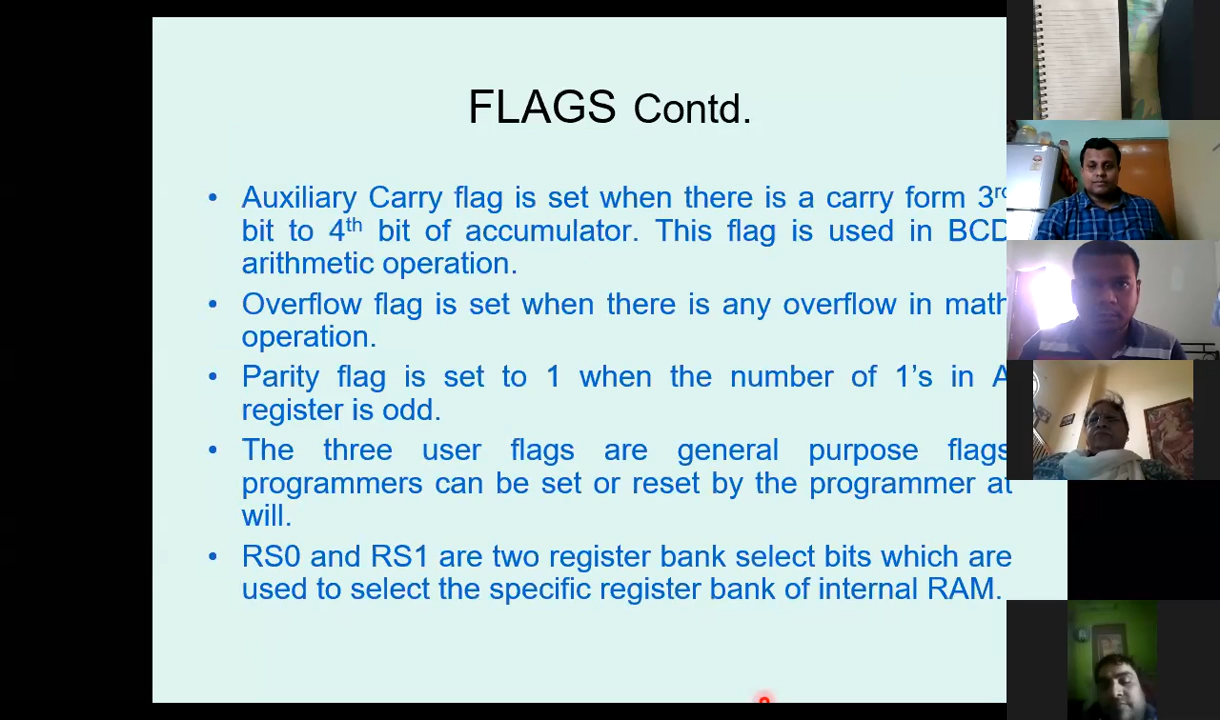 FLAGS Contd.
• Auxiliary Carry flag is set when there is a carry form 3rd
bit to 4th bit of accumulator. This flag is used in BCD
arithmetic operation.
• Overflow flag is set when there is any overflow in math
operation.
• Parity flag is set to 1 when the number of 1's in A
register is odd.
• The three user flags are general purpose flags
programmers can be set or reset by the programmer at
will.
• RS0 and RS1 are two register bank select bits which are
used to select the specific register bank of internal RAM.